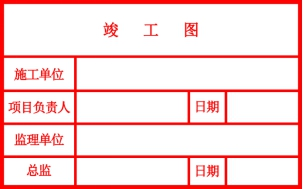 竣 工 图
施工单位
项目负责人 日期
监理单位
总监 日期